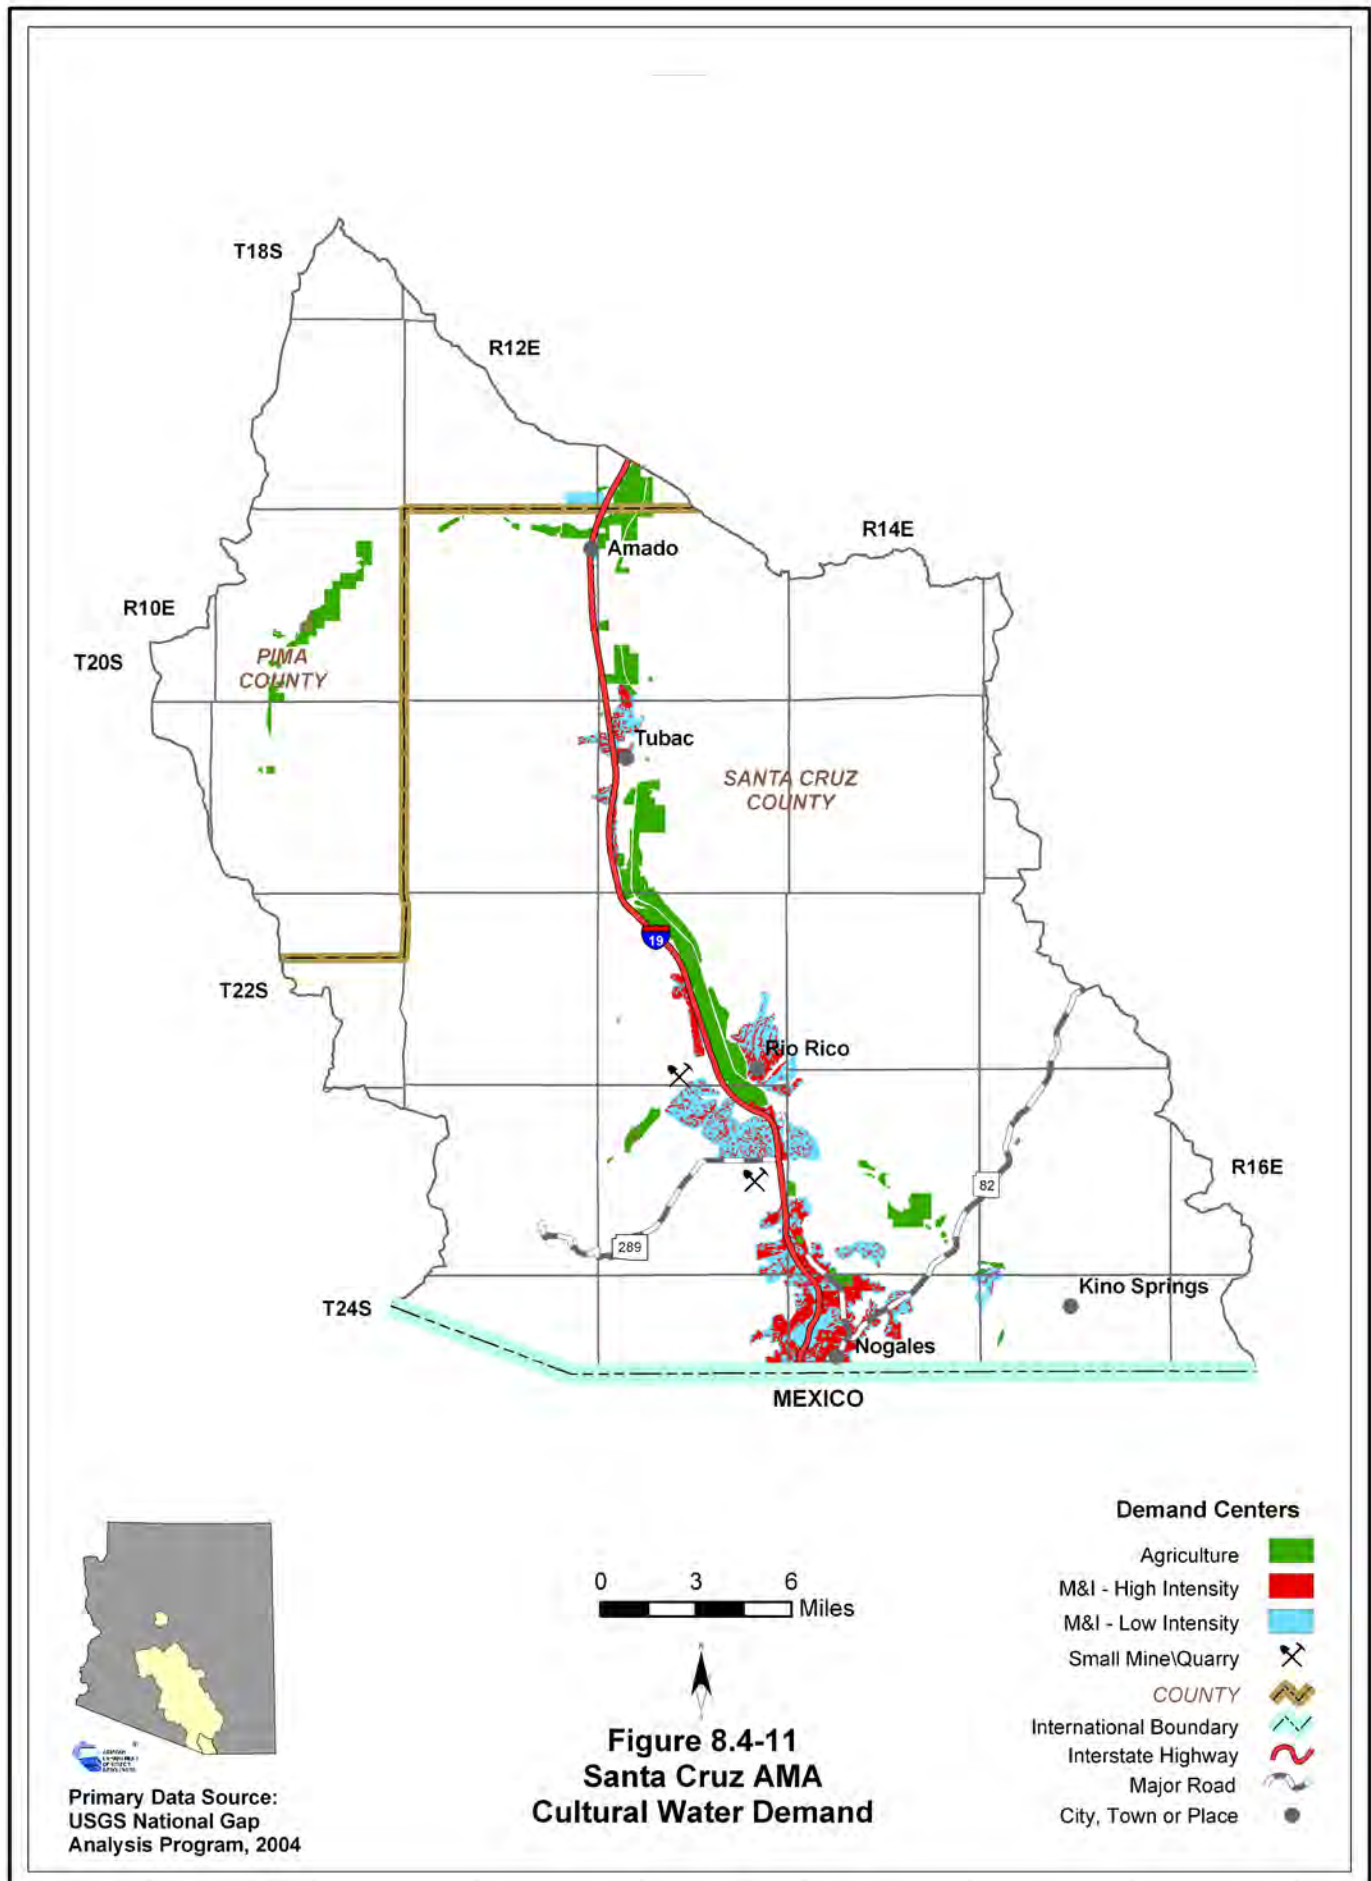 T18S
R12E
R14E
Amado
R10E
T20S
PIMA
COUNTY
Tubac
SANTA CRUZ
COUNTY
19
T22S
Rio Rico
R16E
82
289
Kino Springs
T24S
Nogales
MEXICO
Demand Centers
Agriculture
M&I - High Intensity
M&I - Low Intensity
Small Mine\Quarry
COUNTY
International Boundary
Interstate Highway
Major Road
City, Town or Place
0 3 6
Miles
N
Figure 8.4-11
Santa Cruz AMA
Cultural Water Demand
Primary Data Source:
USGS National Gap
Analysis Program, 2004